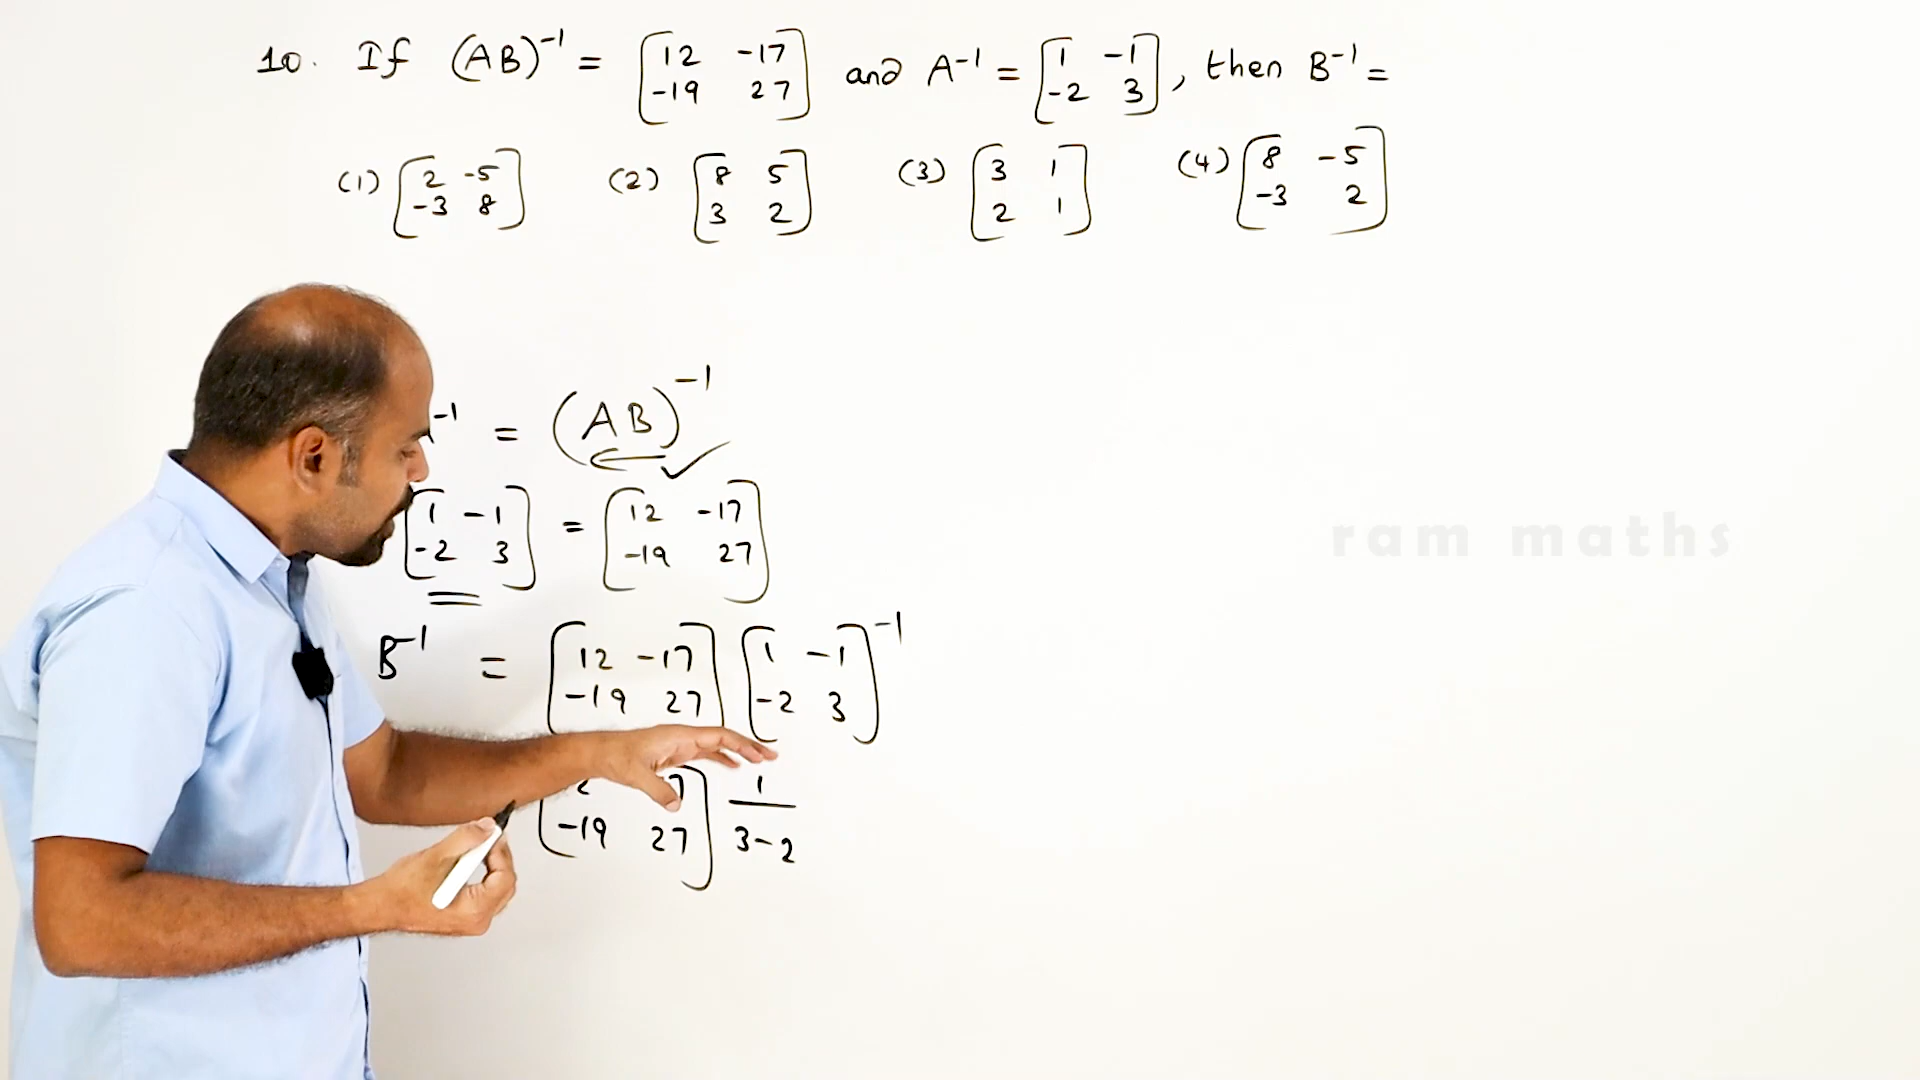 10. If (AB)⁻¹ = [12 -17 -19 27] and A⁻¹ = [1 -1 -2 3], then B⁻¹ =
(1) [2 -5 -3 8] (2) [8 5 3 2] (3) [3 1 2 1] (4) [8 -5 -3 2]
⁻¹ = (AB)⁻¹
[1 -1 -2 3] = [12 -17 -19 27]
ram maths
B⁻¹ = [12 -17 -19 27] [1 -1 -2 3]⁻¹
-19 27] 1/(3-2)